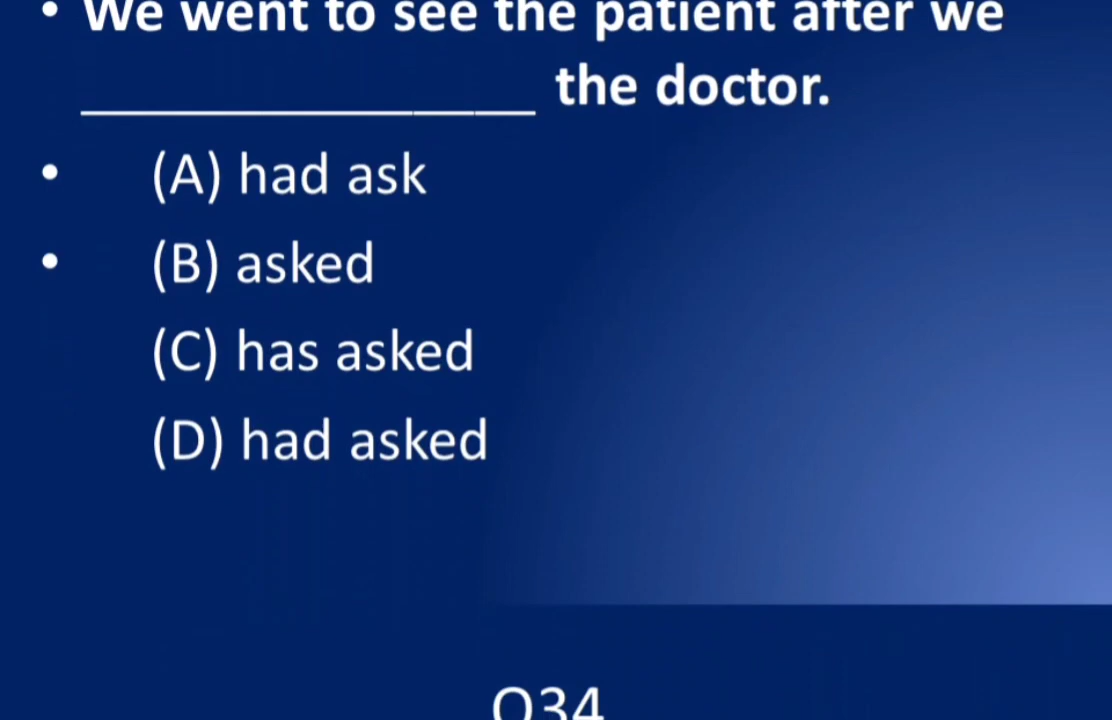 • We went to see the patient after we
_______________ the doctor.
• (A) had ask
• (B) asked
(C) has asked
(D) had asked
Q34